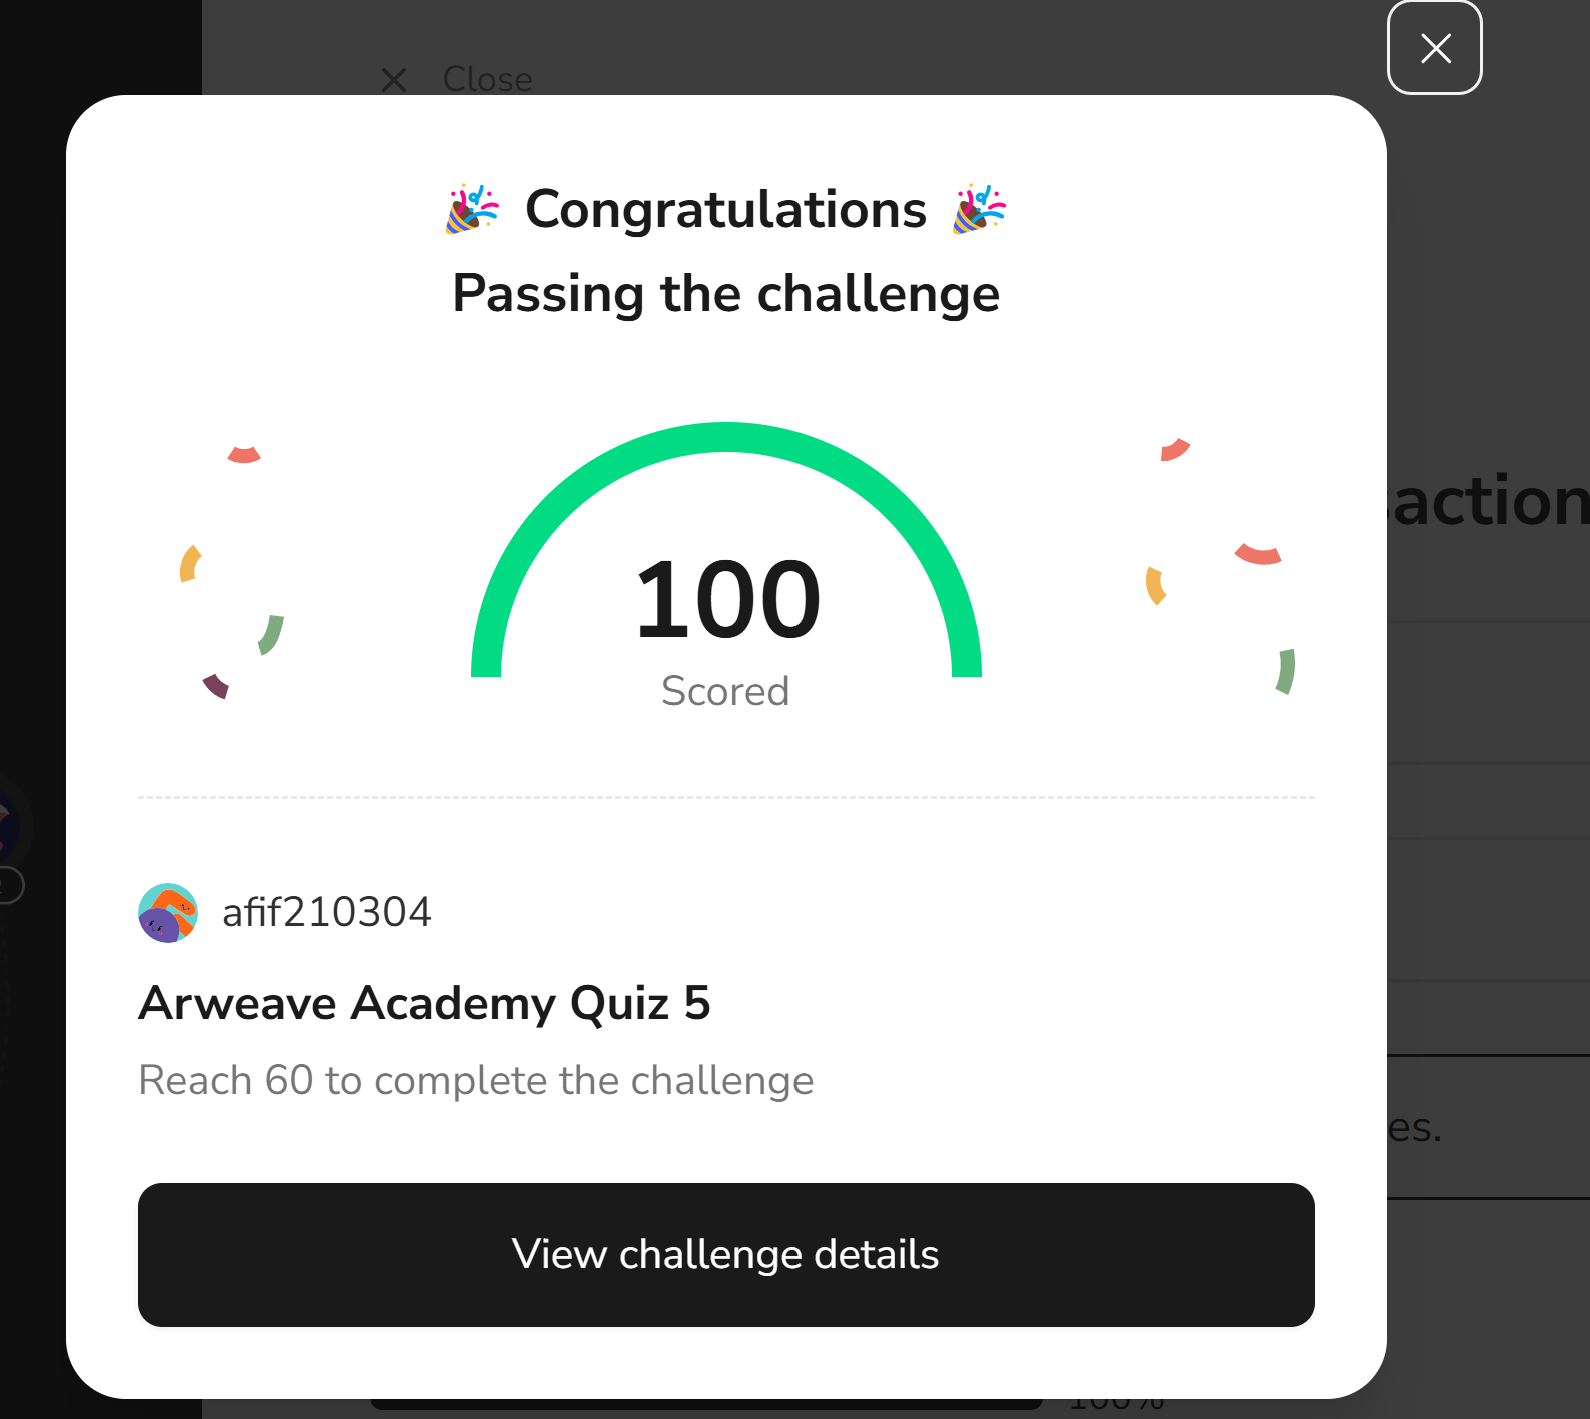 Close
🎉 Congratulations 🎉
Passing the challenge
100
Scored
afif210304
Arweave Academy Quiz 5
Reach 60 to complete the challenge
es.
View challenge details
100%